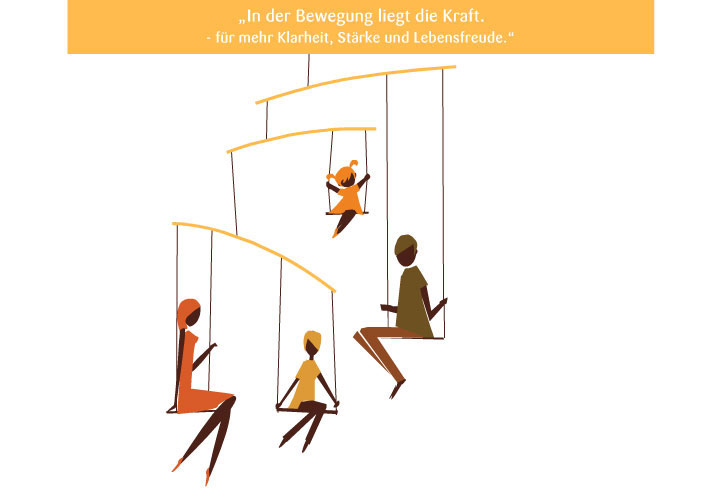 „In der Bewegung liegt die Kraft.
- für mehr Klarheit, Stärke und Lebensfreude.“